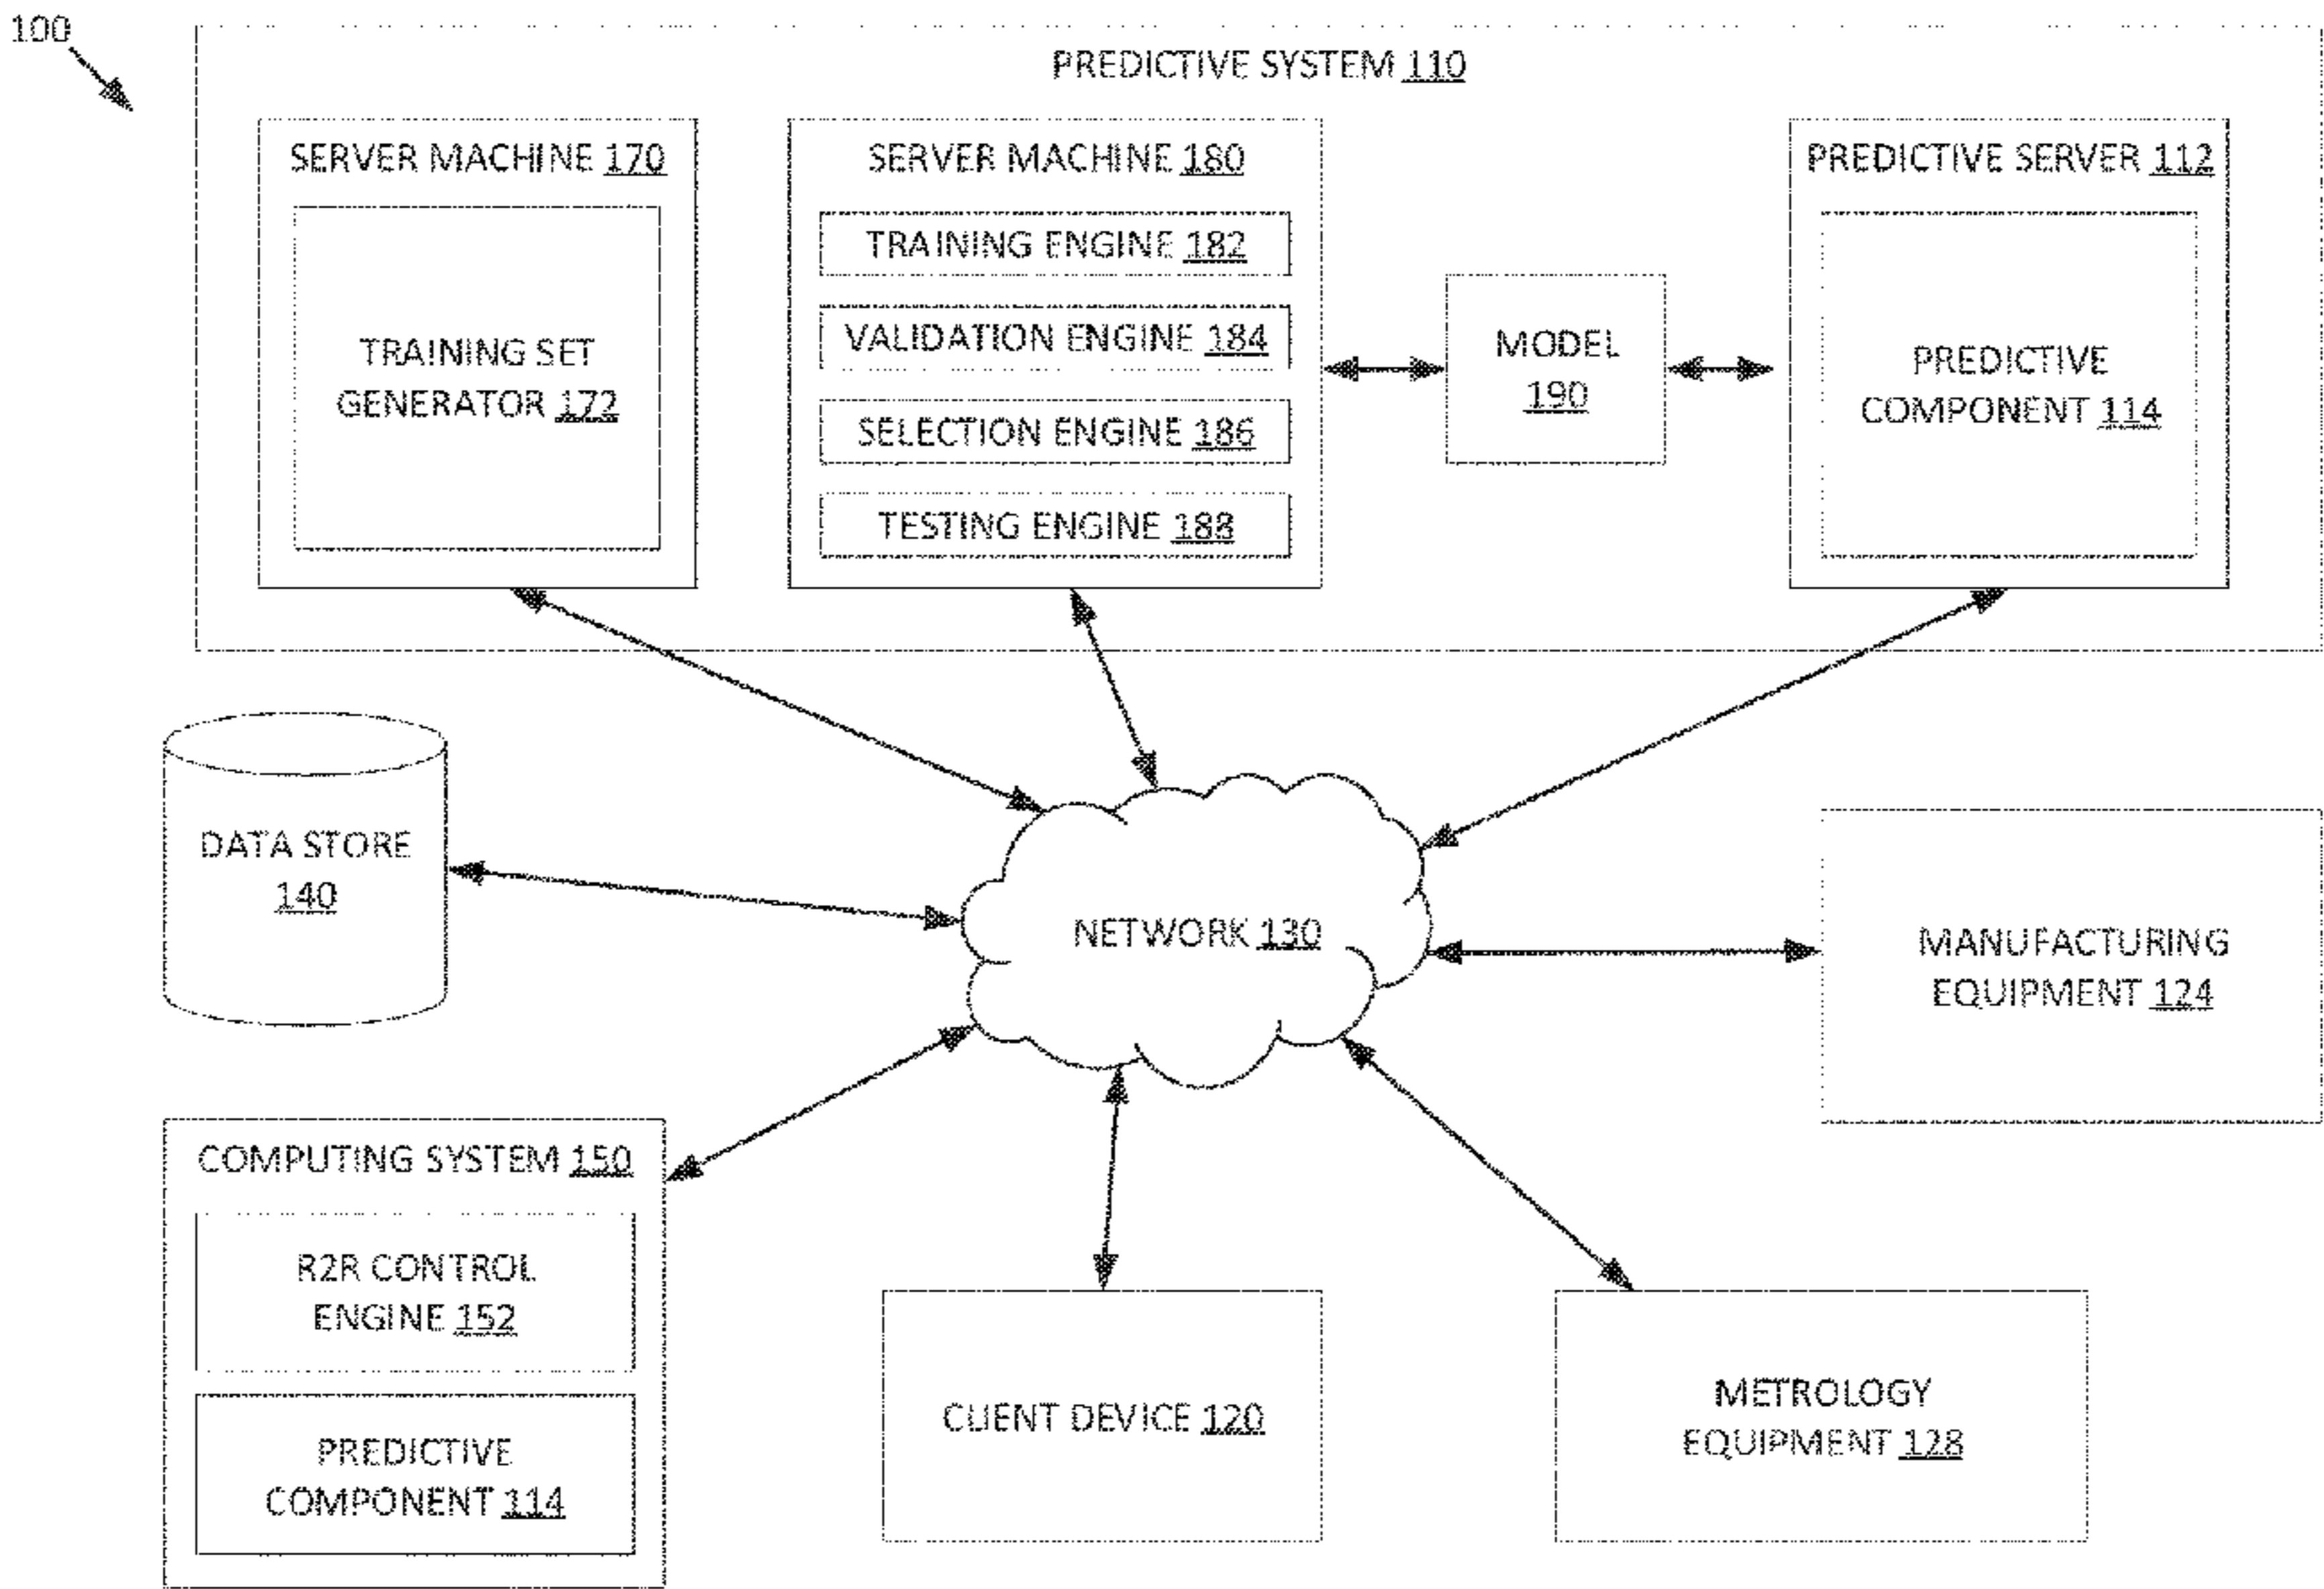 100
PREDICTIVE SYSTEM 110
SERVER MACHINE 170
TRAINING SET
GENERATOR 172
SERVER MACHINE 180
TRAINING ENGINE 182
VALIDATION ENGINE 184
SELECTION ENGINE 186
TESTING ENGINE 188
MODEL
190
PREDICTIVE SERVER 112
PREDICTIVE
COMPONENT 114
DATA STORE
140
NETWORK 130
MANUFACTURING
EQUIPMENT 124
COMPUTING SYSTEM 150
R2R CONTROL
ENGINE 152
PREDICTIVE
COMPONENT 114
CLIENT DEVICE 120
METROLOGY
EQUIPMENT 128